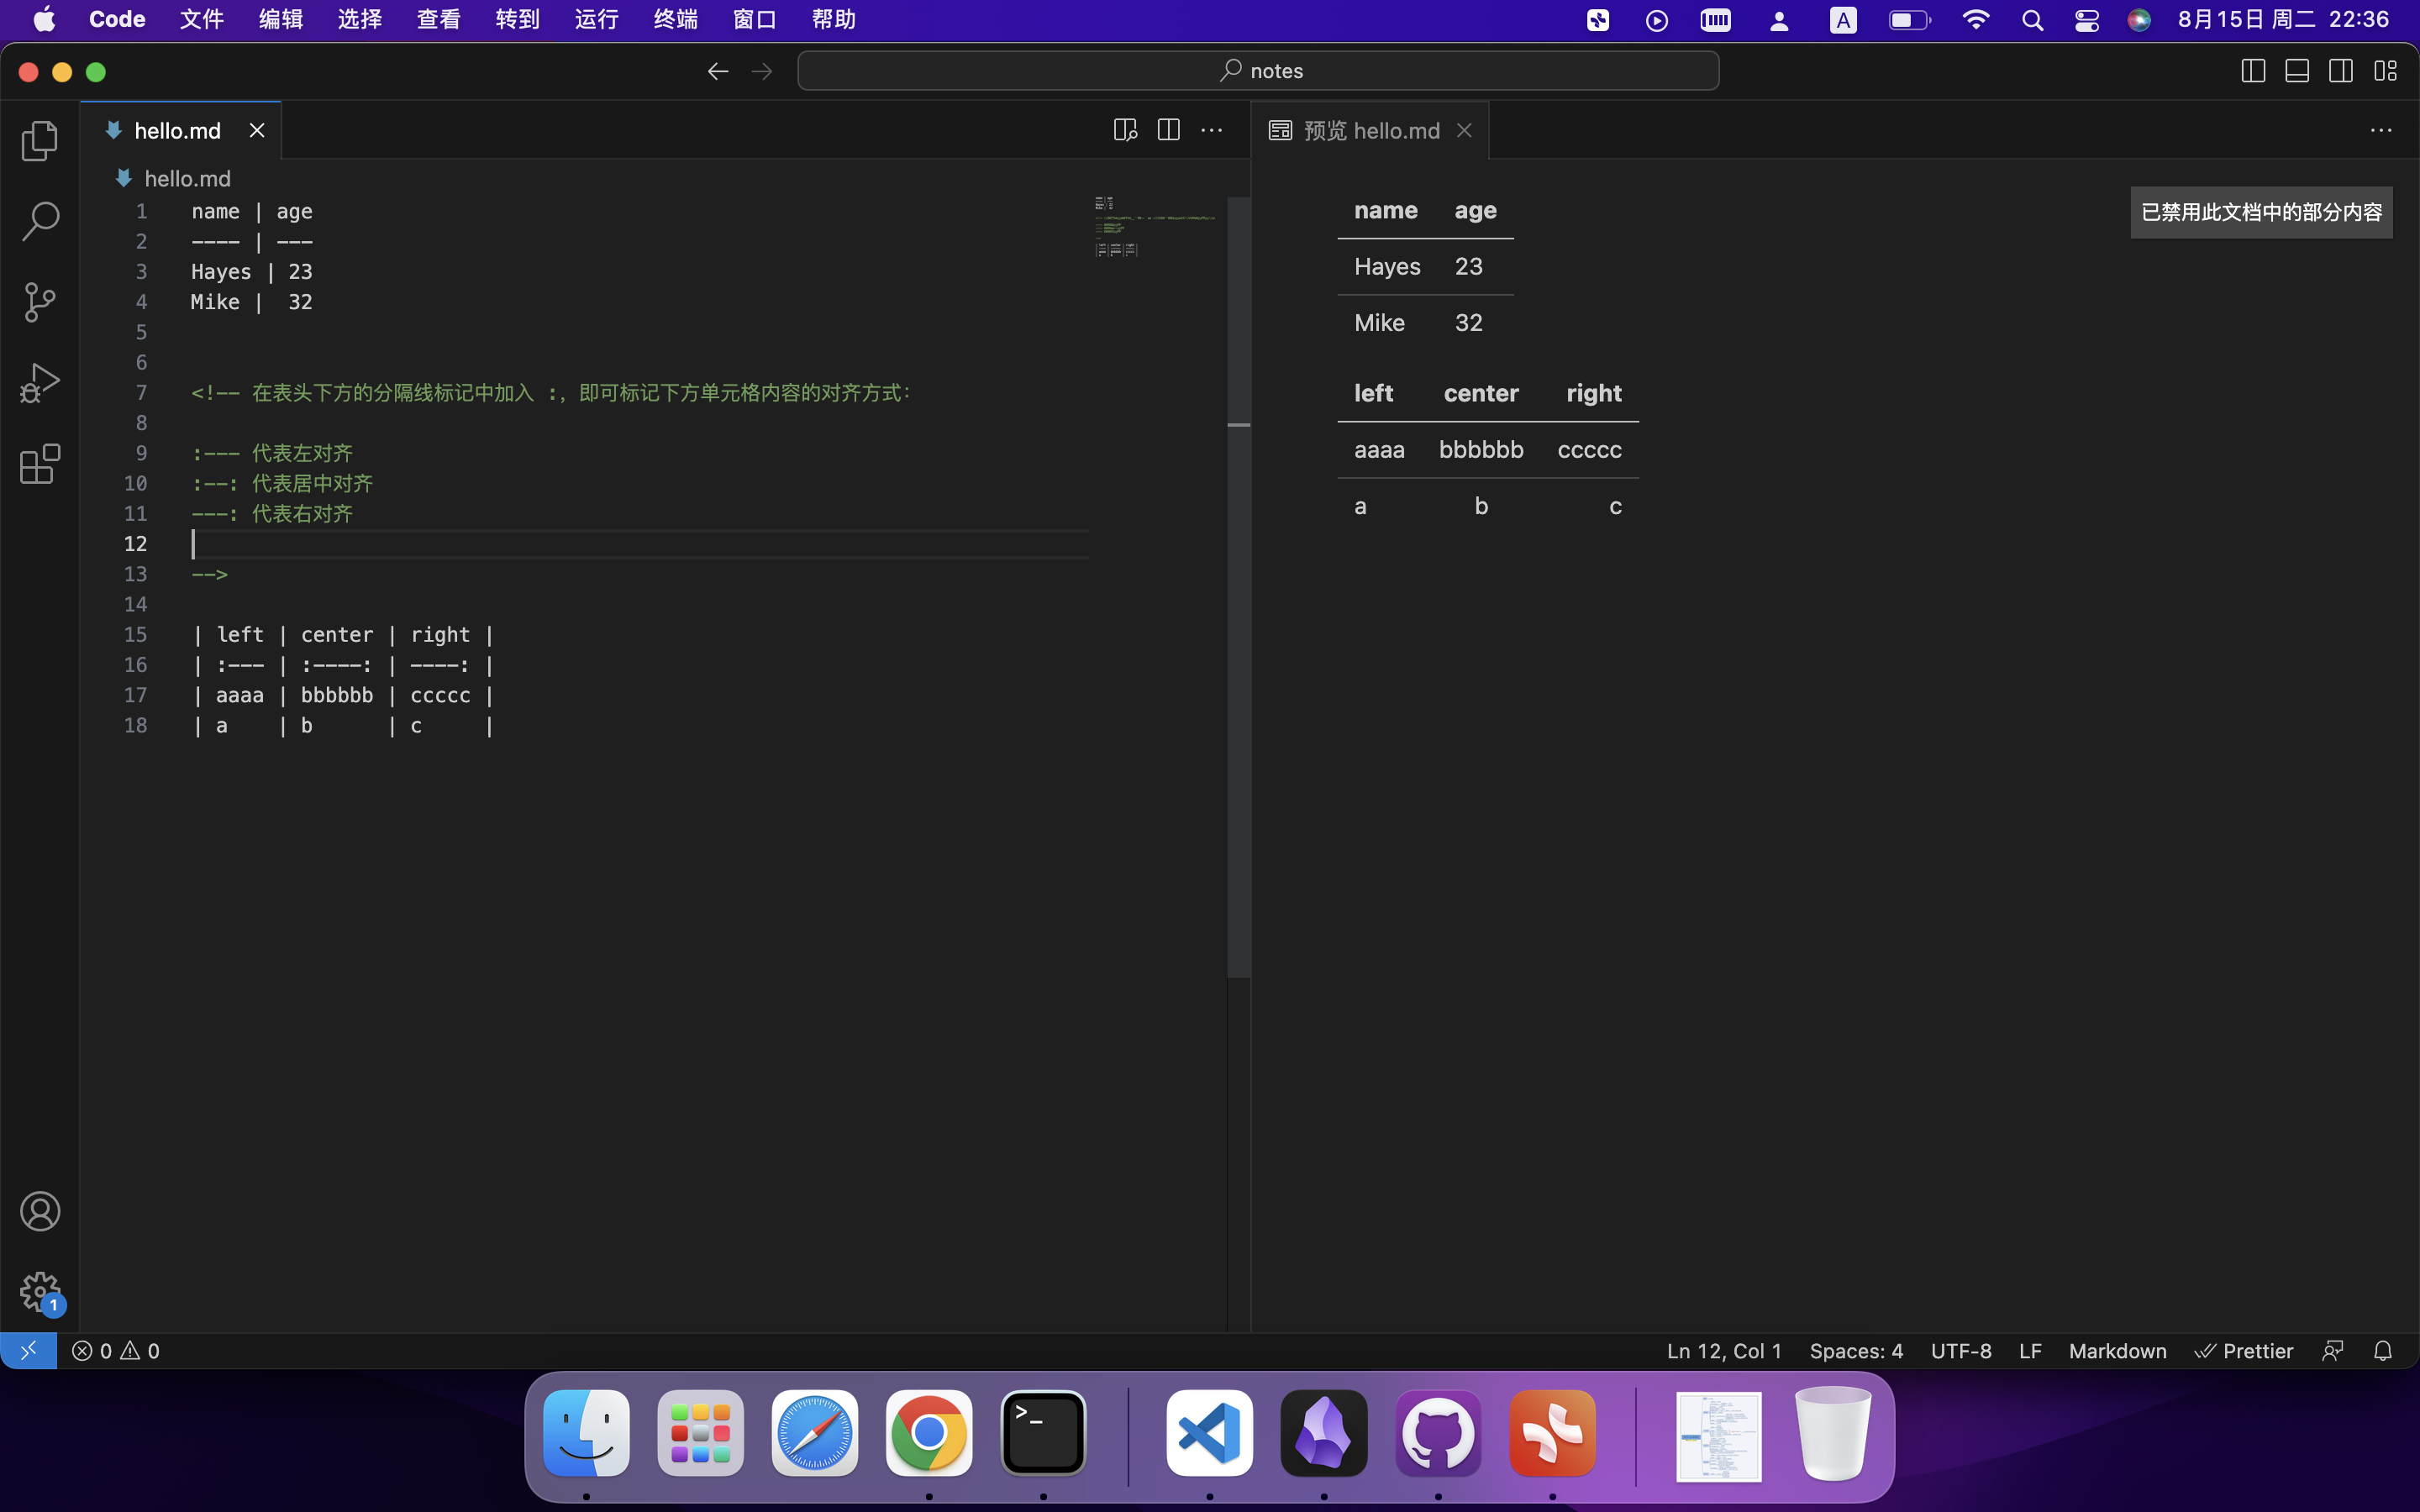 Code 文件 编辑 选择 查看 转到 运行 终端 窗口 帮助 A 8月15日 周二 22:36
notes
hello.md
预览 hello.md
hello.md
1 name | age
2 ---- | ---
3 Hayes | 23
4 Mike |  32
5
6
7 <!-- 在表头下方的分隔线标记中加入 :，即可标记下方单元格内容的对齐方式：
8
9 :--- 代表左对齐
10 :--: 代表居中对齐
11 ---: 代表右对齐
12
13 -->
14
15 | left | center | right |
16 | :--- | :----: | ----: |
17 | aaaa | bbbbbb | ccccc |
18 | a    | b      | c     |
name age
Hayes 23
Mike 32
left center right
aaaa bbbbbb ccccc
a b c
已禁用此文档中的部分内容
1
0 0
Ln 12, Col 1 Spaces: 4 UTF-8 LF Markdown Prettier
>_